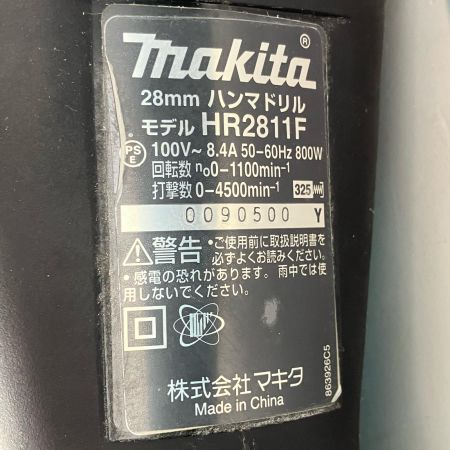 makita ®
28mm ハンマドリル
モデル HR2811F
PS E 100V~ 8.4A 50-60Hz 800W
回転数 n₀0-1100min⁻¹
打撃数 0-4500min⁻¹ 325
0090500 Y
警告 ・ご使用前に取扱説明書を
必ずよくお読みください。
・感電の恐れがあります。雨中では使
用しないでください。
株式会社マキタ
Made in China
863926C5